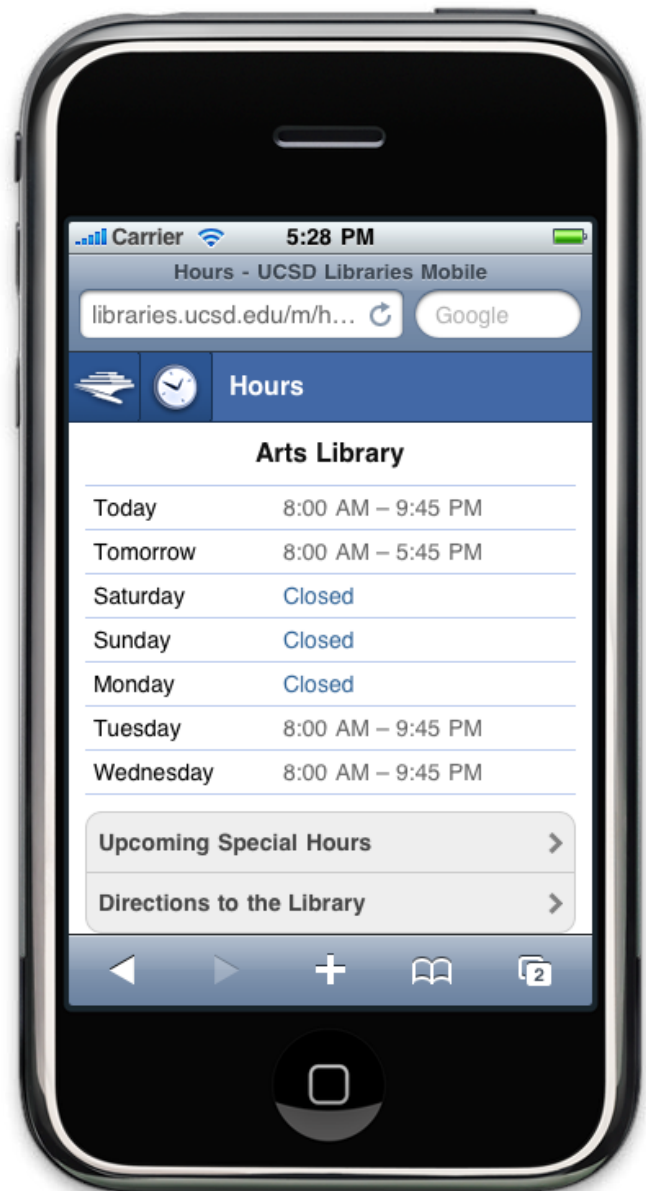 Carrier 5:28 PM
Hours - UCSD Libraries Mobile
libraries.ucsd.edu/m/h... Google
Hours
Arts Library
Today 8:00 AM – 9:45 PM
Tomorrow 8:00 AM – 5:45 PM
Saturday Closed
Sunday Closed
Monday Closed
Tuesday 8:00 AM – 9:45 PM
Wednesday 8:00 AM – 9:45 PM
Upcoming Special Hours
Directions to the Library
2